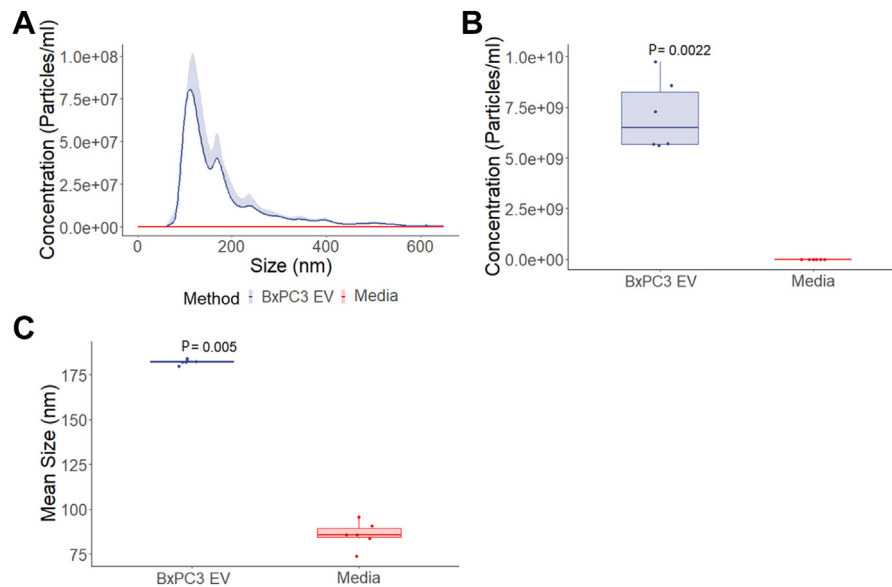 A
Concentration (Particles/ml)
1.0e+08
7.5e+07
5.0e+07
2.5e+07
0.0e+00
0
200
400
600
Size (nm)
Method BxPC3 EV Media
B
Concentration (Particles/ml)
1.0e+10
7.5e+09
5.0e+09
2.5e+09
0.0e+00
P= 0.0022
BxPC3 EV
Media
C
Mean Size (nm)
175
150
125
100
75
P= 0.005
BxPC3 EV
Media